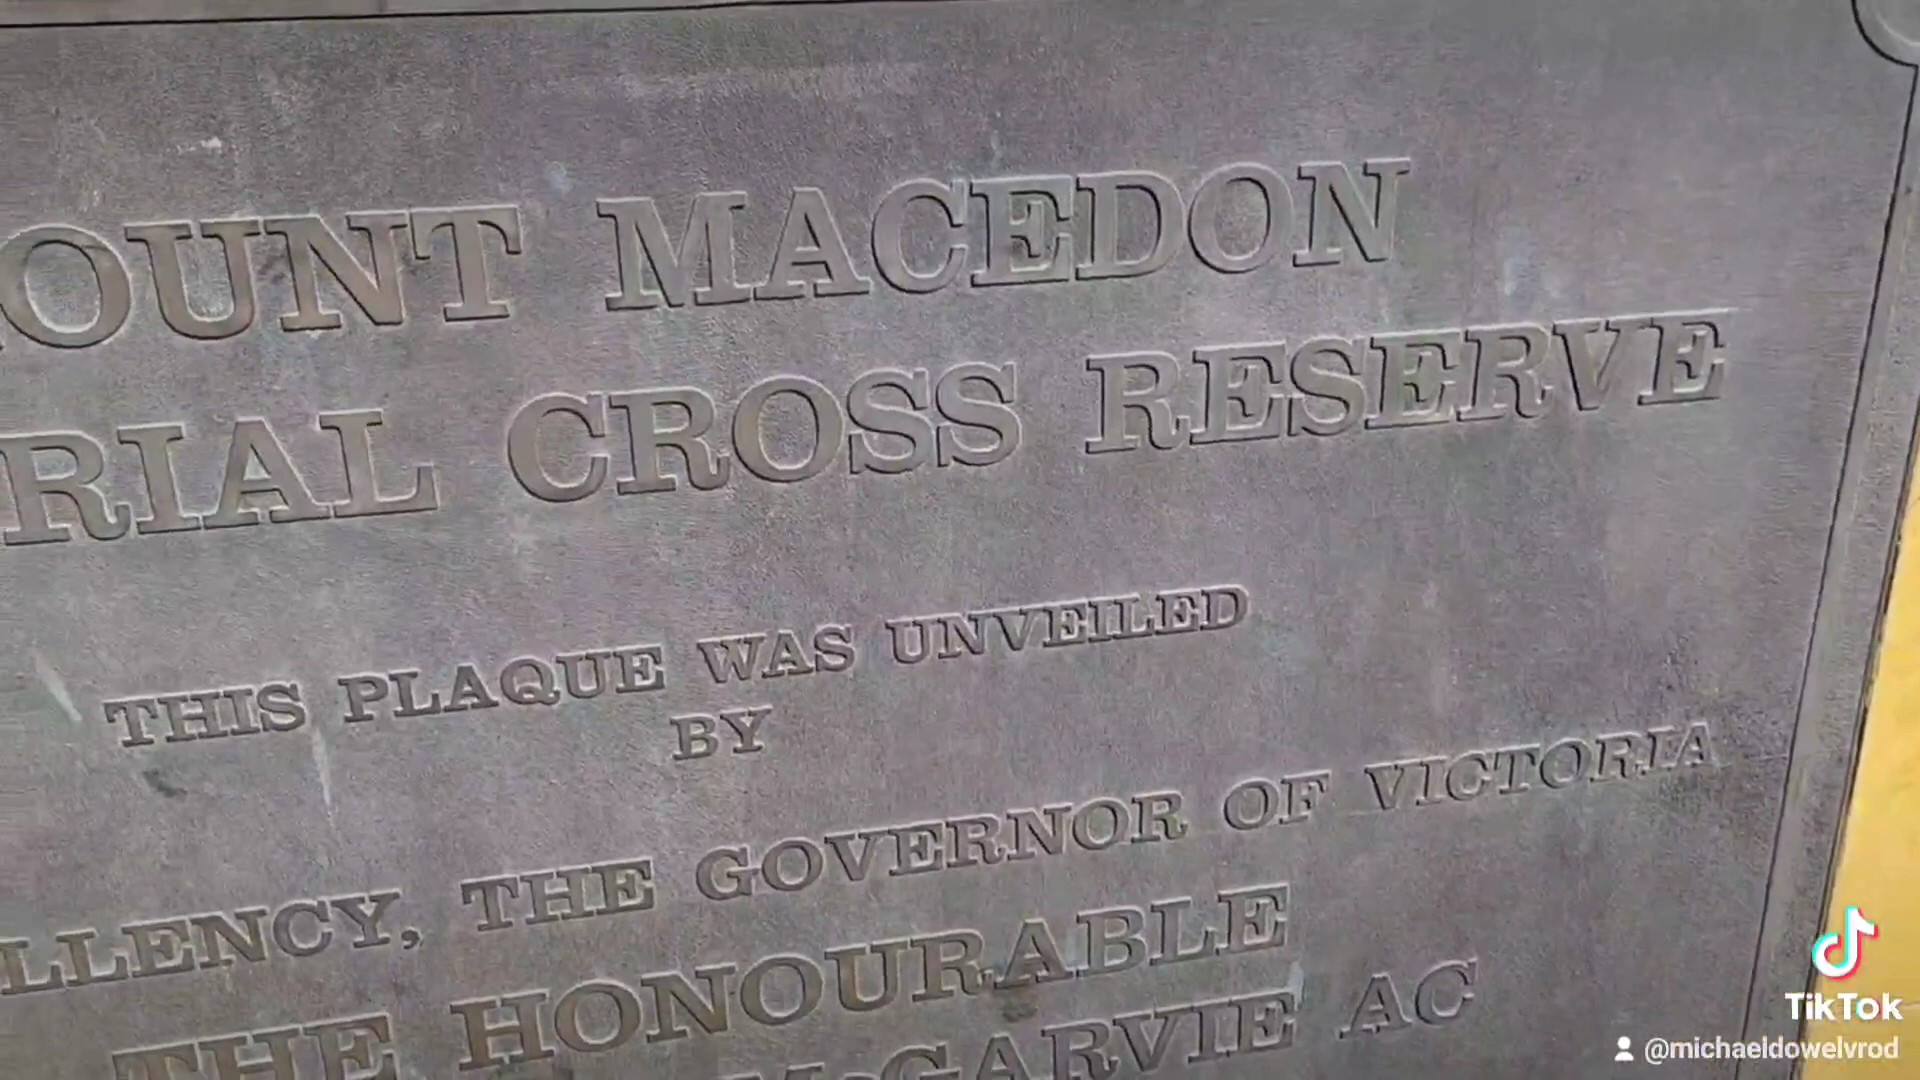 OUNT MACEDON
RIAL CROSS RESERVE
THIS PLAQUE WAS UNVEILED
BY
LLENCY, THE GOVERNOR OF VICTORIA
THE HONOURABLE
McGARVIE AC
TikTok
@michaeldowelvrod